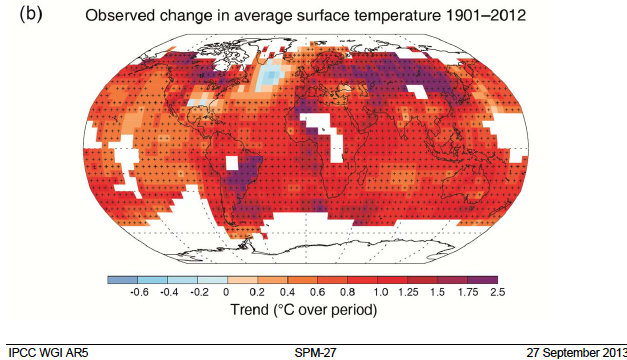 (b) Observed change in average surface temperature 1901–2012
-0.6 -0.4 -0.2 0 0.2 0.4 0.6 0.8 1.0 1.25 1.5 1.75 2.5
Trend (°C over period)
IPCC WGI AR5 SPM-27 27 September 2013